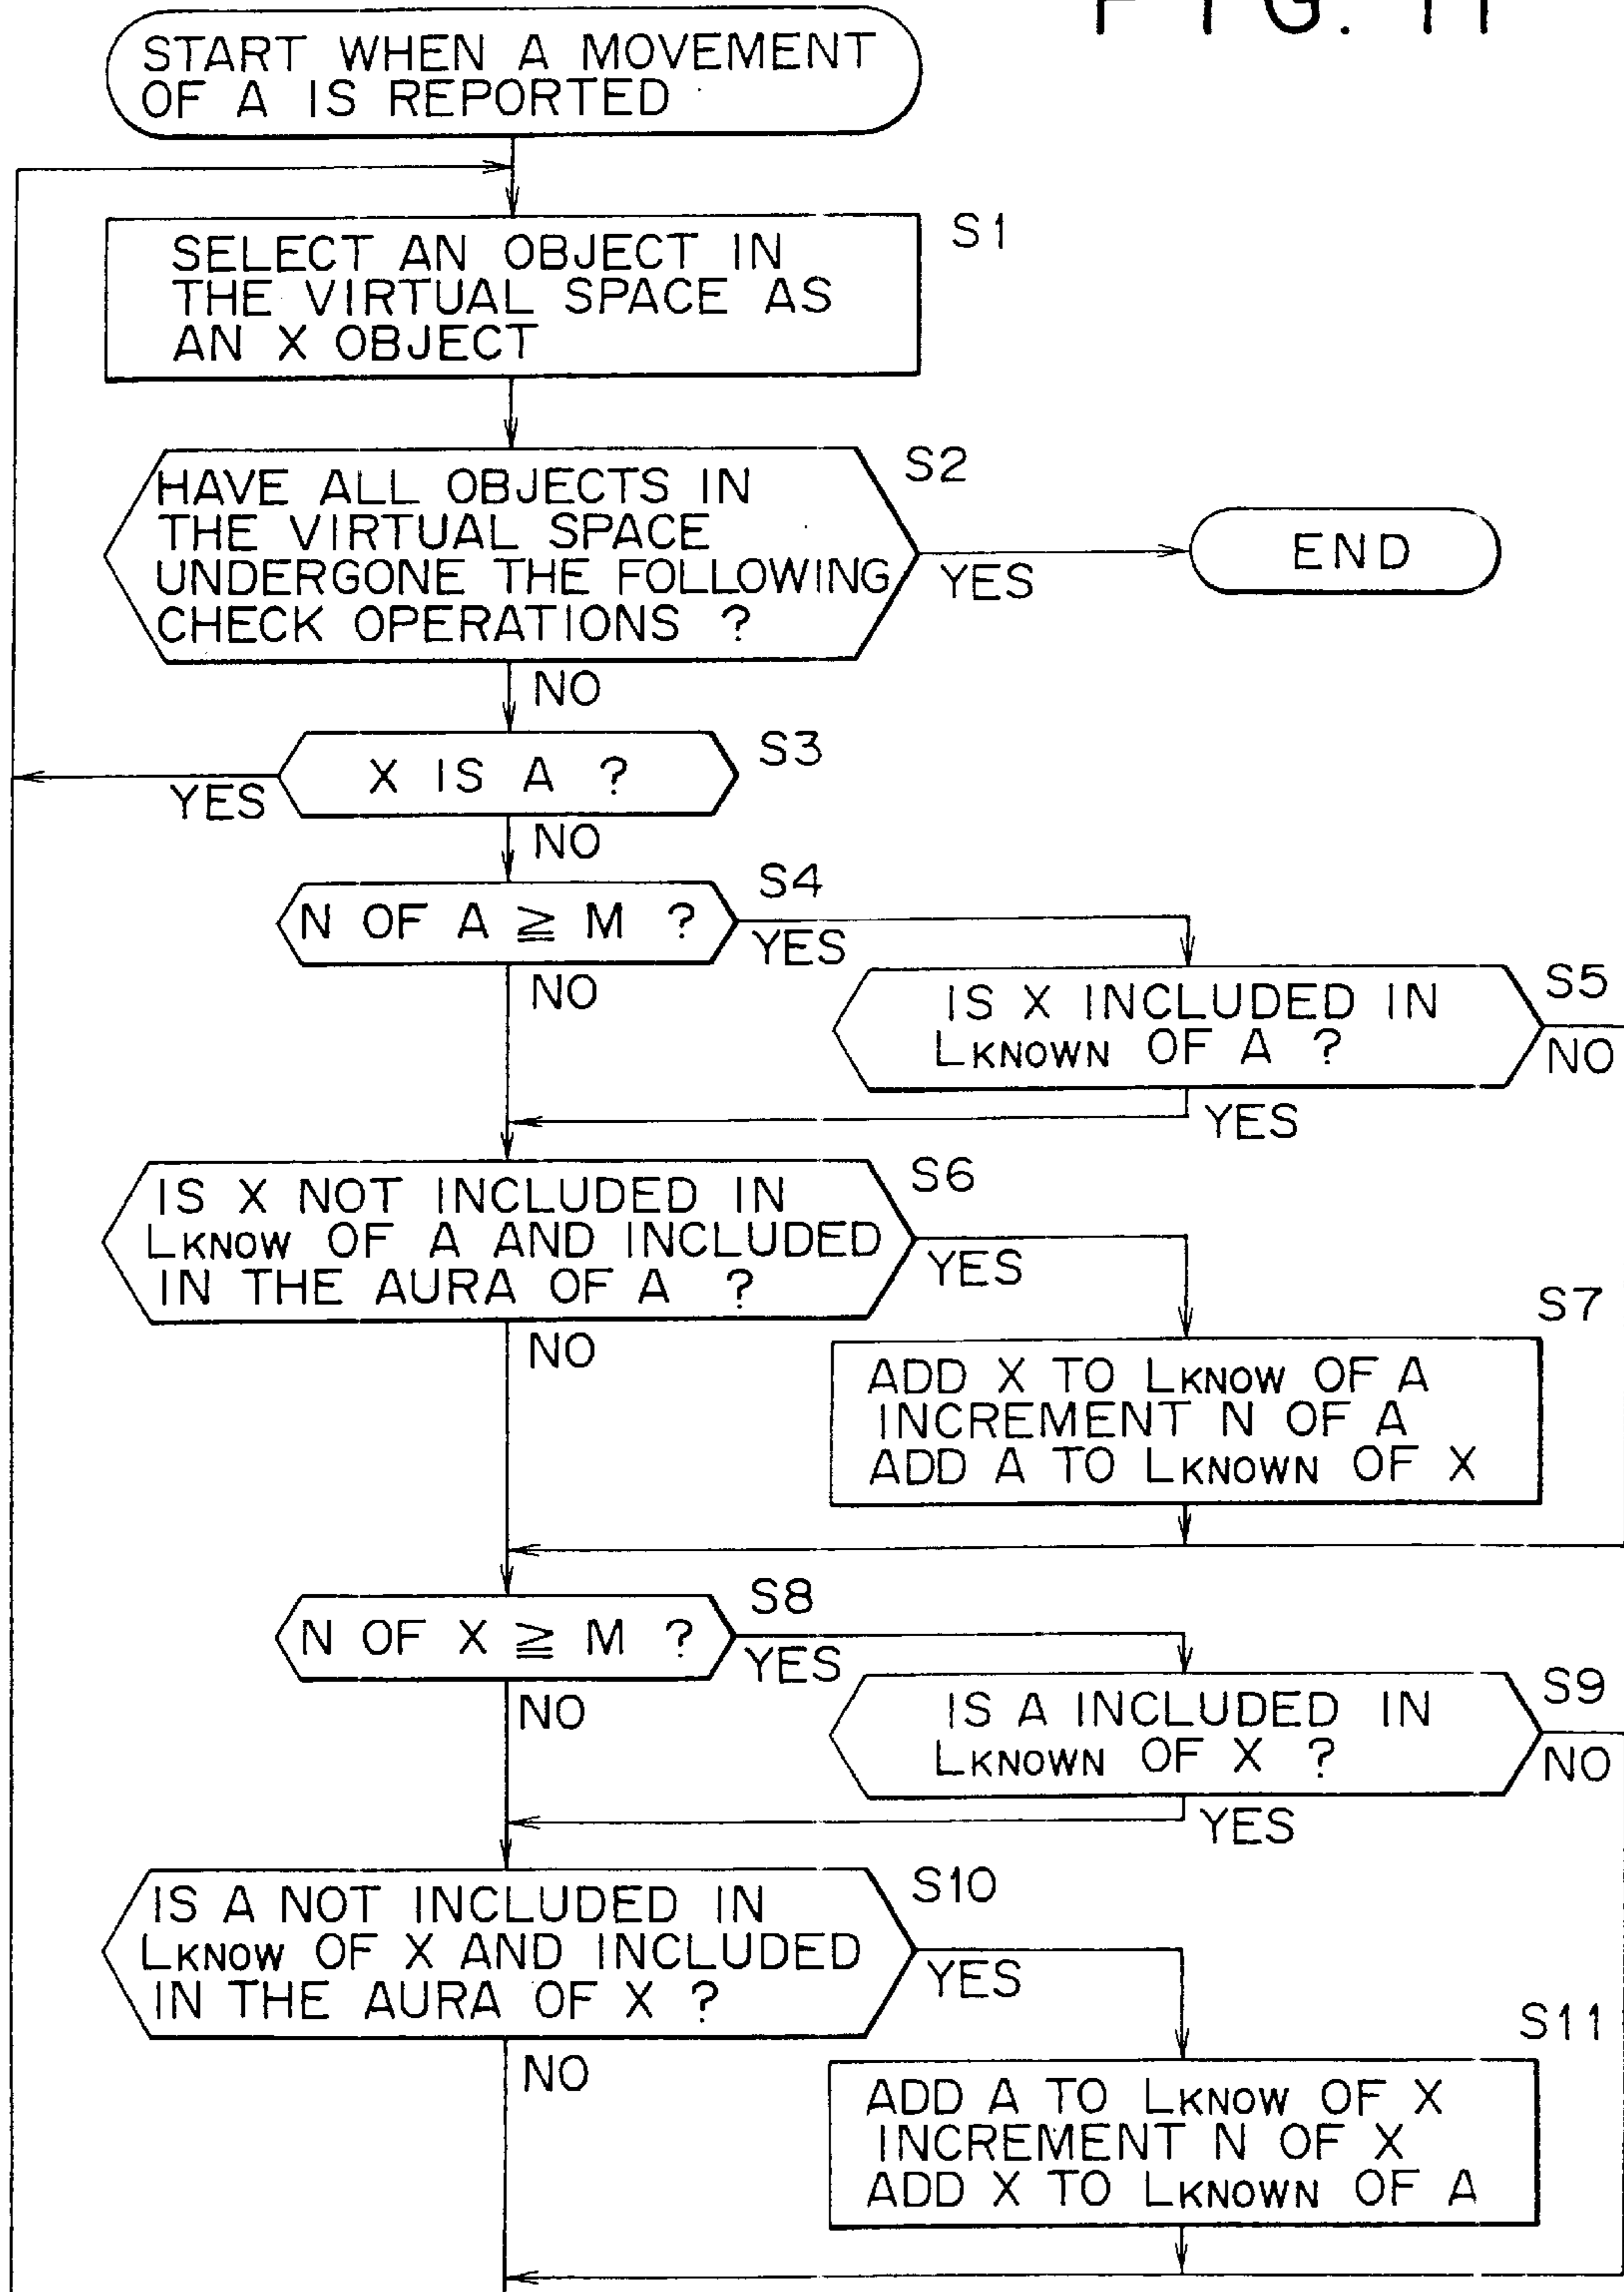 FIG. 11
START WHEN A MOVEMENT
OF A IS REPORTED
S1
SELECT AN OBJECT IN
THE VIRTUAL SPACE AS
AN X OBJECT
S2
HAVE ALL OBJECTS IN
THE VIRTUAL SPACE
UNDERGONE THE FOLLOWING
CHECK OPERATIONS ?
YES
END
NO
S3
X IS A ?
YES
NO
S4
N OF A ≧ M ?
YES
NO
S5
IS X INCLUDED IN
LKNOWN OF A ?
NO
YES
S6
IS X NOT INCLUDED IN
LKNOW OF A AND INCLUDED
IN THE AURA OF A ?
YES
NO
S7
ADD X TO LKNOW OF A
INCREMENT N OF A
ADD A TO LKNOWN OF X
S8
N OF X ≧ M ?
YES
NO
S9
IS A INCLUDED IN
LKNOWN OF X ?
NO
YES
S10
IS A NOT INCLUDED IN
LKNOW OF X AND INCLUDED
IN THE AURA OF X ?
YES
NO
S11
ADD A TO LKNOW OF X
INCREMENT N OF X
ADD X TO LKNOWN OF A